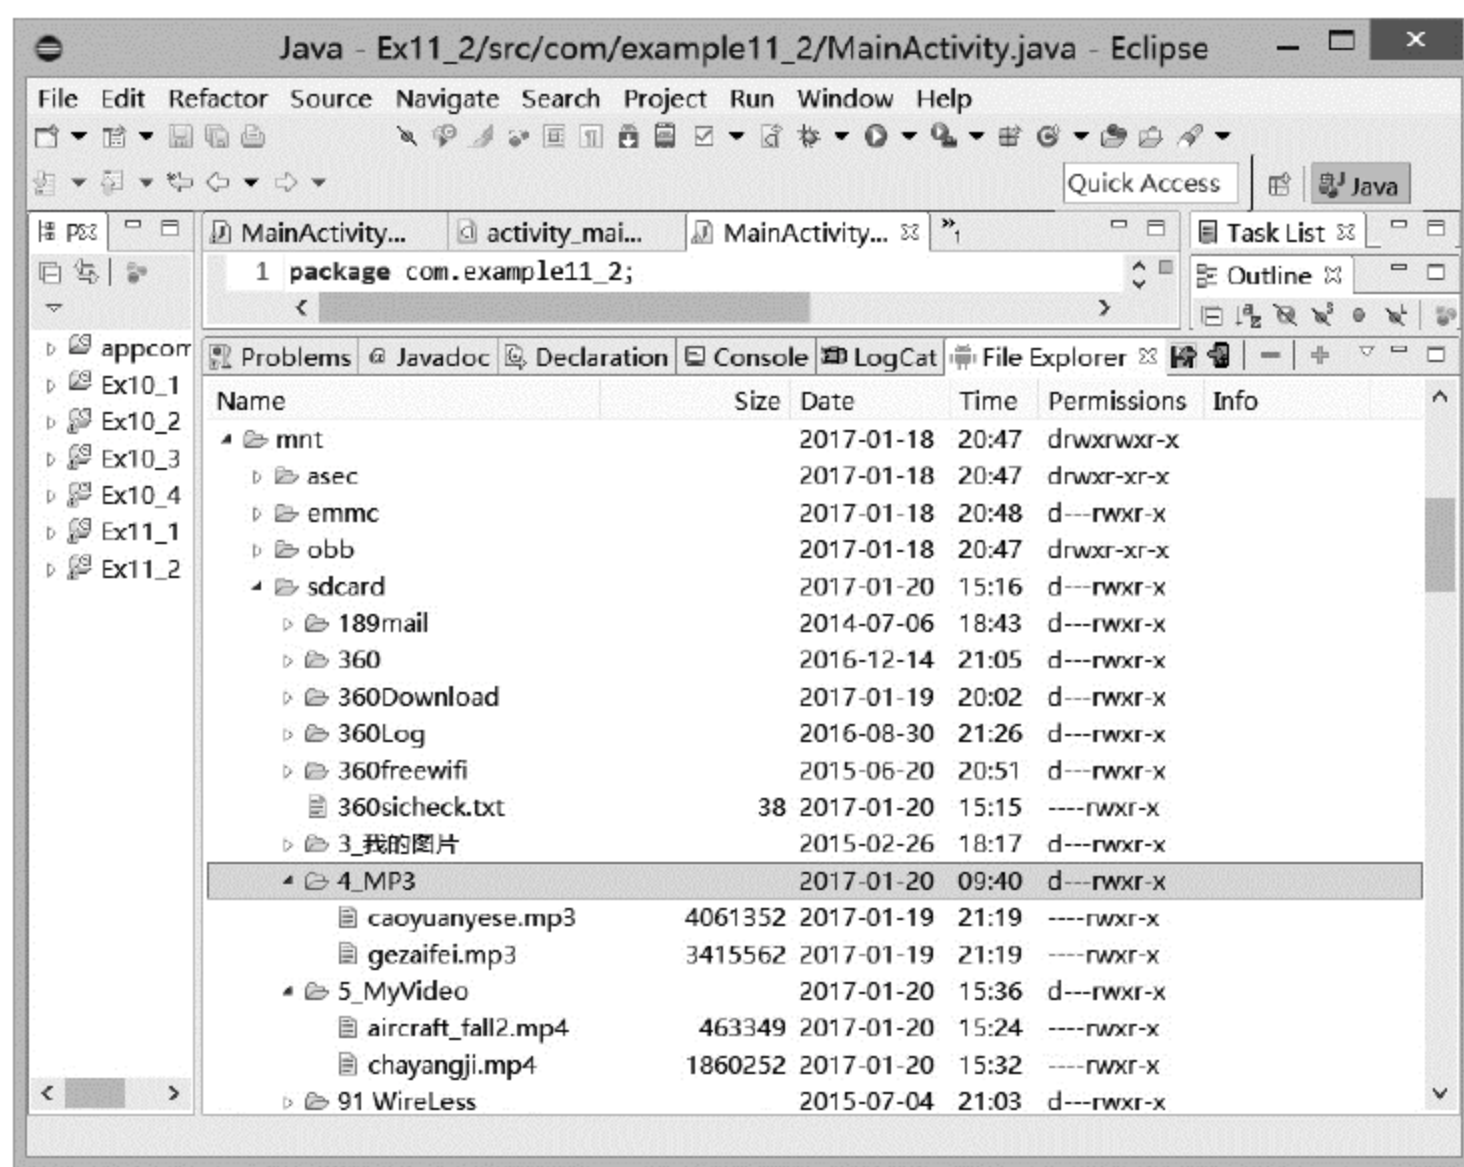 Java - Ex11_2/src/com/example11_2/MainActivity.java - Eclipse
File Edit Refactor Source Navigate Search Project Run Window Help
Quick Access Java
P MainActivity... activity_mai... MainActivity... »1 Task List
1 package com.example11_2;
Outline
appcom
Ex10_1
Ex10_2
Ex10_3
Ex10_4
Ex11_1
Ex11_2
Problems @ Javadoc Declaration Console LogCat File Explorer
Name Size Date Time Permissions Info
mnt 2017-01-18 20:47 drwxrwxr-x
asec 2017-01-18 20:47 drwxr-xr-x
emmc 2017-01-18 20:48 d---rwxr-x
obb 2017-01-18 20:47 drwxr-xr-x
sdcard 2017-01-20 15:16 d---rwxr-x
189mail 2014-07-06 18:43 d---rwxr-x
360 2016-12-14 21:05 d---rwxr-x
360Download 2017-01-19 20:02 d---rwxr-x
360Log 2016-08-30 21:26 d---rwxr-x
360freewifi 2015-06-20 20:51 d---rwxr-x
360sicheck.txt 38 2017-01-20 15:15 ----rwxr-x
3_我的图片 2015-02-26 18:17 d---rwxr-x
4_MP3 2017-01-20 09:40 d---rwxr-x
caoyuanyese.mp3 4061352 2017-01-19 21:19 ----rwxr-x
gezaifei.mp3 3415562 2017-01-19 21:19 ----rwxr-x
5_MyVideo 2017-01-20 15:36 d---rwxr-x
aircraft_fall2.mp4 463349 2017-01-20 15:24 ----rwxr-x
chayangji.mp4 1860252 2017-01-20 15:32 ----rwxr-x
91 WireLess 2015-07-04 21:03 d---rwxr-x